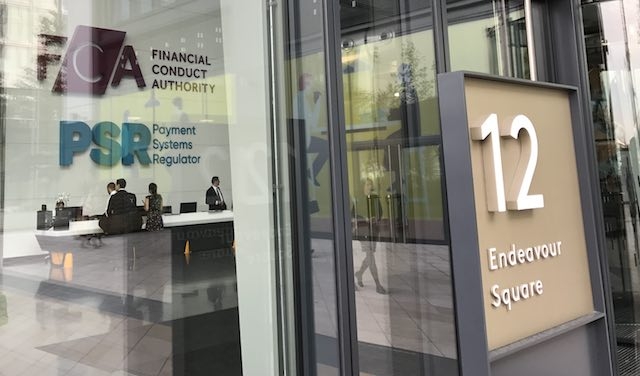 FCA
FINANCIAL
CONDUCT
AUTHORITY
PSR
Payment
Systems
Regulator
12
Endeavour
Square